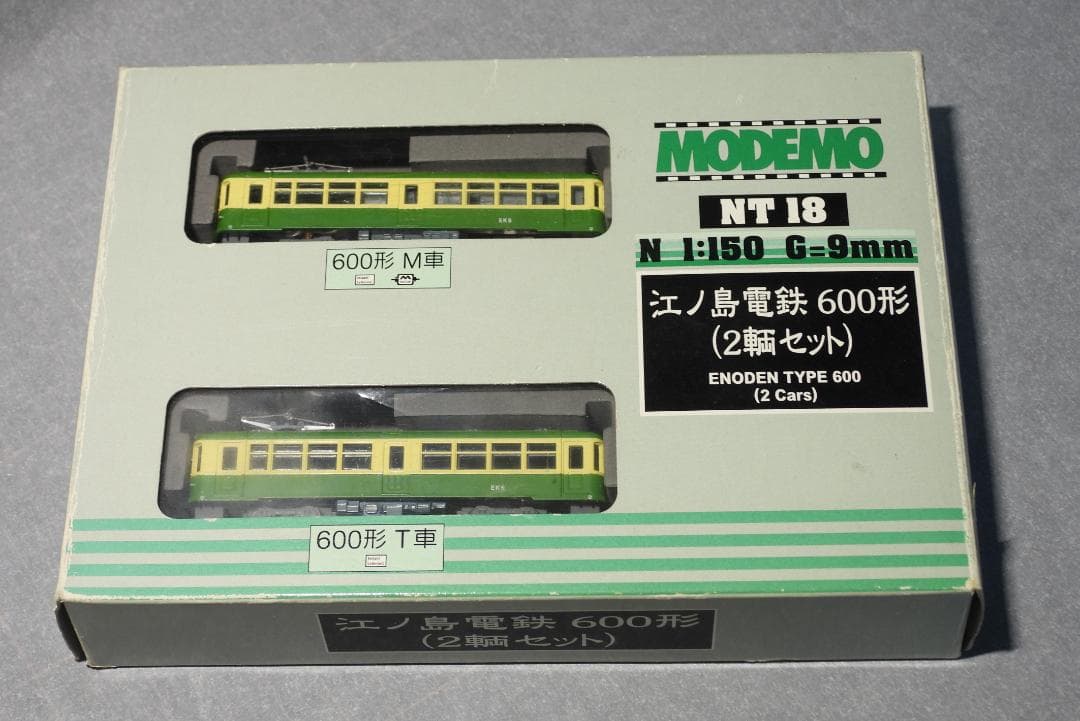 MODEMO
NT 18
N 1:150 G=9mm
江ノ島電鉄 600形
(2輌セット)
ENODEN TYPE 600
(2 Cars)
EKS
600形 M車
M
EKS
600形 T車
江ノ島電鉄 600形
(2輌セット)